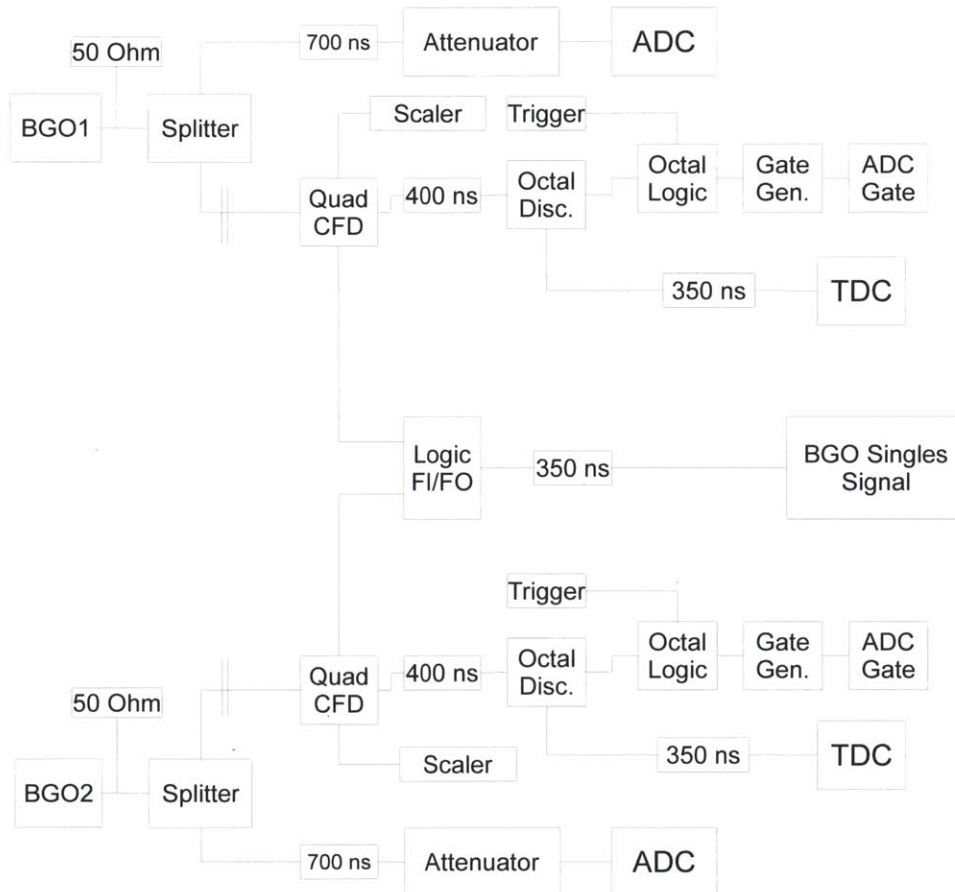 50 Ohm
700 ns
Attenuator
ADC
BGO1
Splitter
Scaler
Trigger
Quad
CFD
400 ns
Octal
Disc.
Octal
Logic
Gate
Gen.
ADC
Gate
350 ns
TDC
Logic
FI/FO
350 ns
BGO Singles
Signal
Trigger
Quad
CFD
400 ns
Octal
Disc.
Octal
Logic
Gate
Gen.
ADC
Gate
50 Ohm
BGO2
Splitter
Scaler
350 ns
TDC
700 ns
Attenuator
ADC